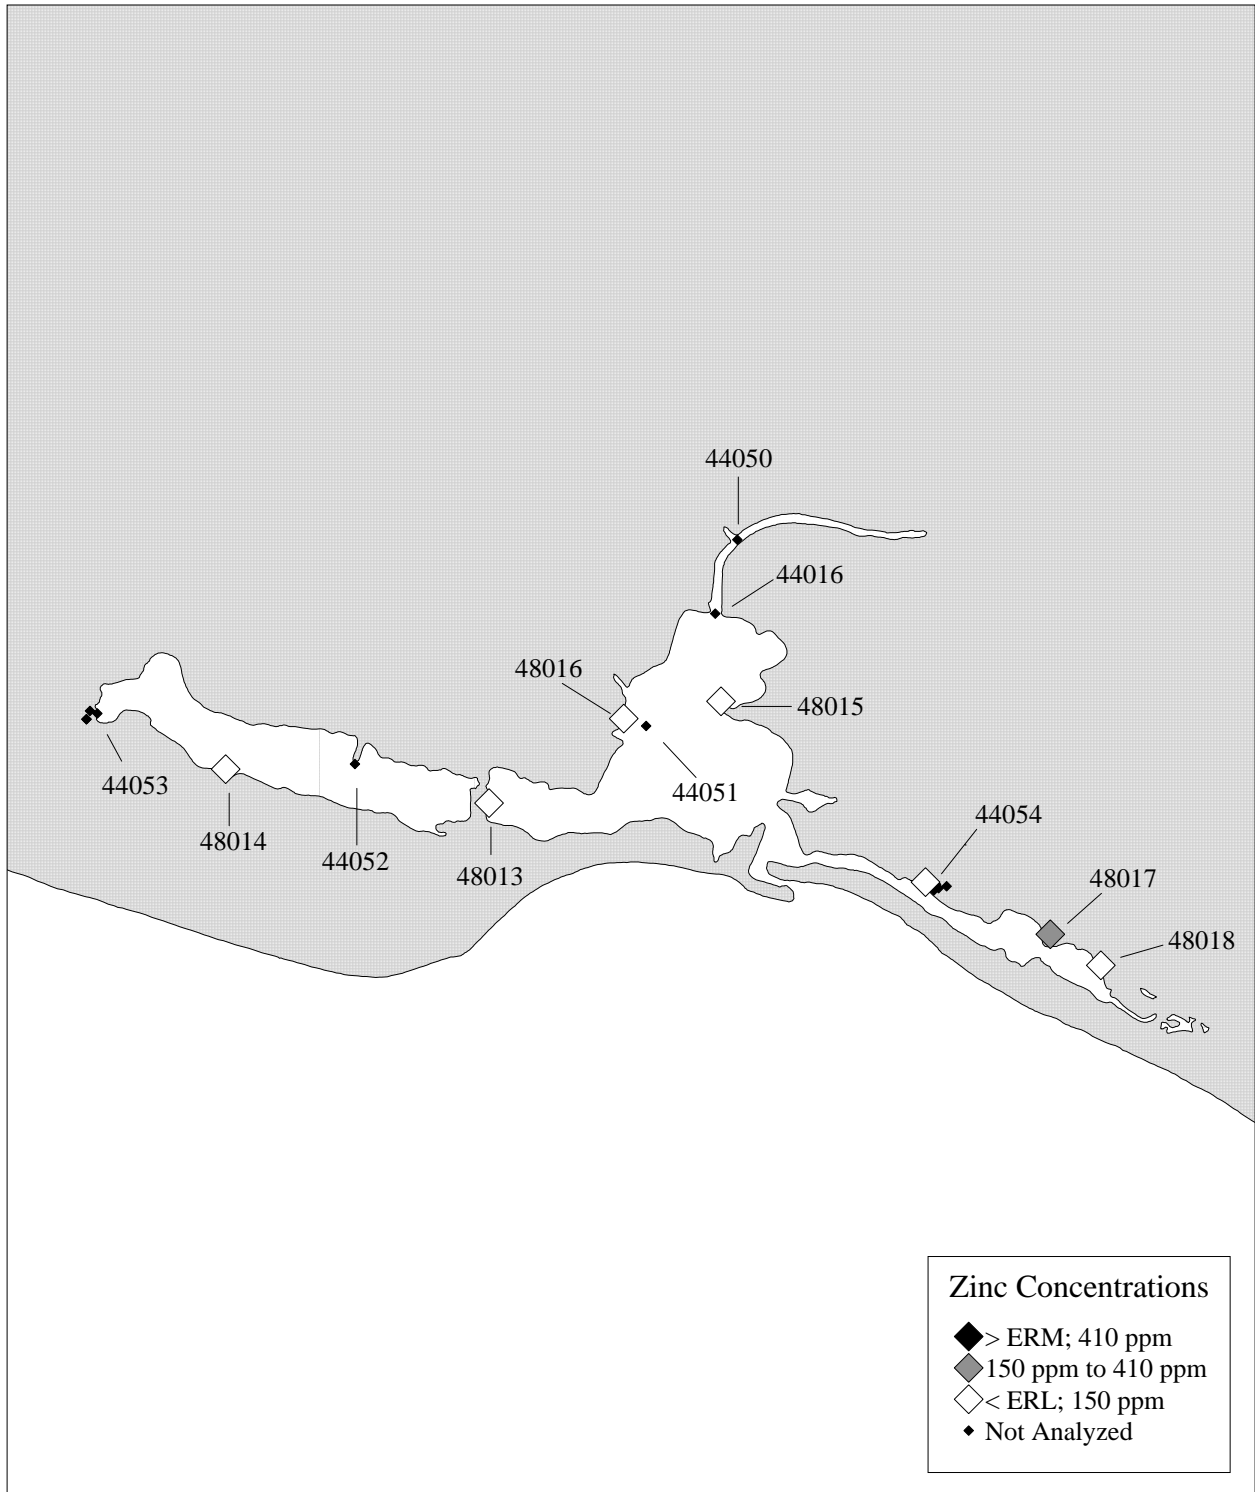 44050
44016
48016
48015
44053
44051
48014
44052
48013
44054
48017
48018
Zinc Concentrations
> ERM; 410 ppm
150 ppm to 410 ppm
< ERL; 150 ppm
Not Analyzed